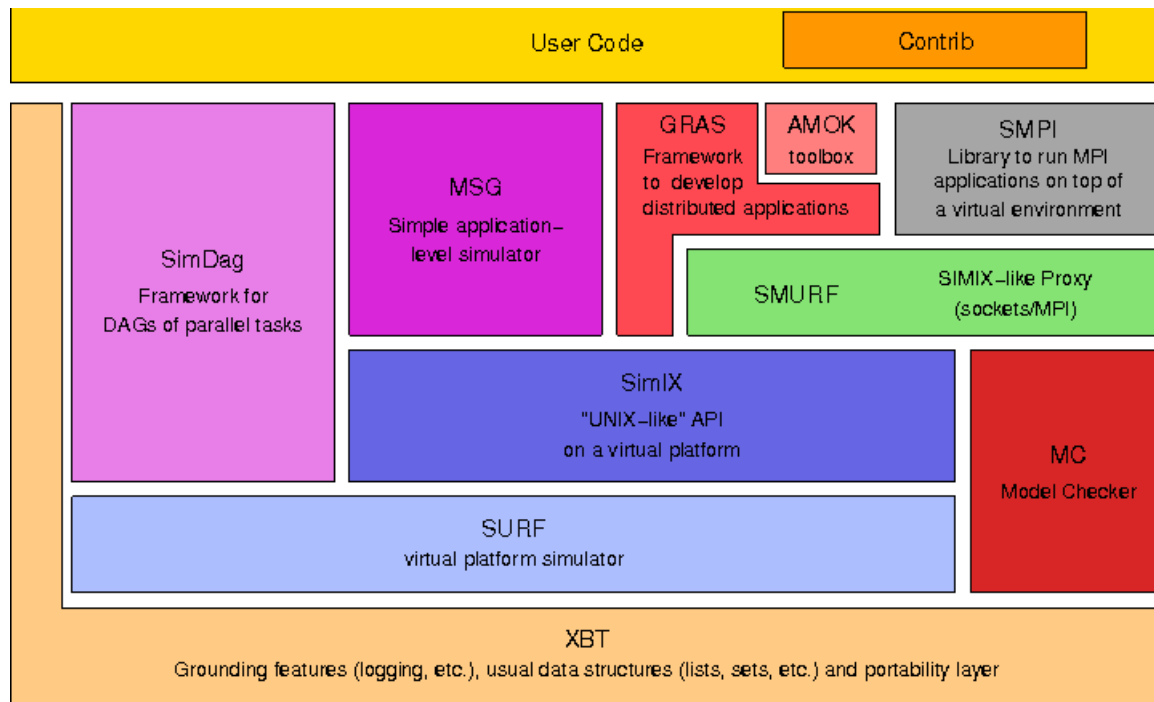 User Code
Contrib
SimDag
Framework for
DAGs of parallel tasks
MSG
Simple application-
level simulator
GRAS
Framework
to develop
distributed applications
AMOK
toolbox
SMPI
Library to run MPI
applications on top of
a virtual environment
SMURF
SIMIX-like Proxy
(sockets/MPI)
SimIX
"UNIX-like" API
on a virtual platform
MC
Model Checker
SURF
virtual platform simulator
XBT
Grounding features (logging, etc.), usual data structures (lists, sets, etc.) and portability layer